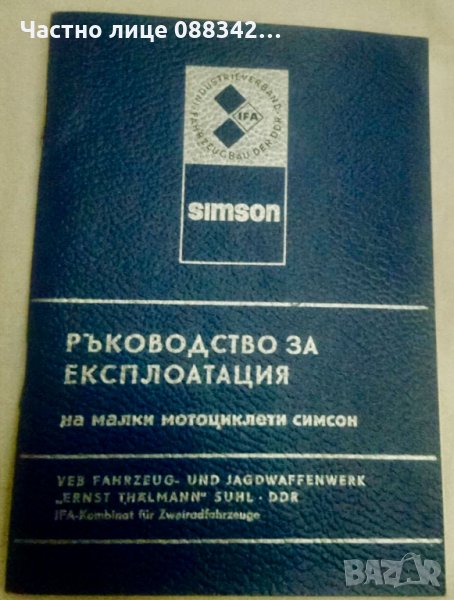 Частно лице 088342...
INDUSTRIEVERBAND
FAHRZEUGBAU DER DDR
IFA
simson
РЪКОВОДСТВО ЗА
ЕКСПЛОАТАЦИЯ
на малки мотоциклети симсон
VEB FAHRZEUG- UND JAGDWAFFENWERK
„ERNST THÄLMANN" SUHL · DDR
IFA-Kombinat für Zweiradfahrzeuge
BAZAR